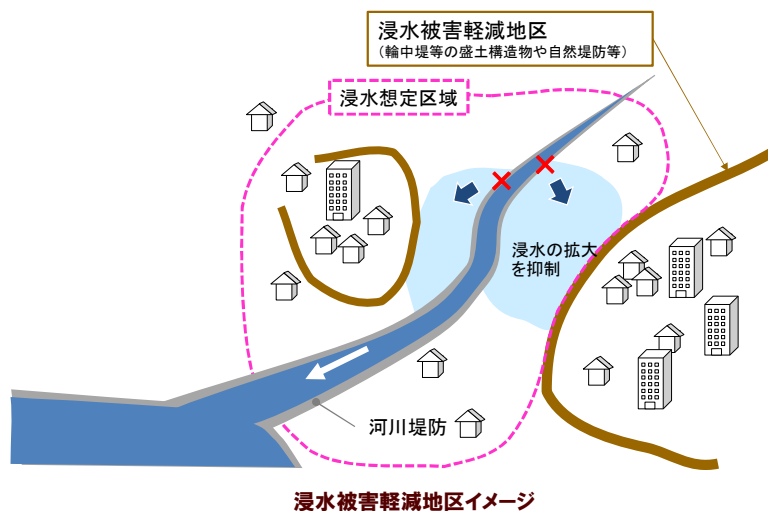 浸水被害軽減地区
（輪中堤等の盛土構造物や自然堤防等）
浸水想定区域
浸水の拡大
を抑制
河川堤防
浸水被害軽減地区イメージ